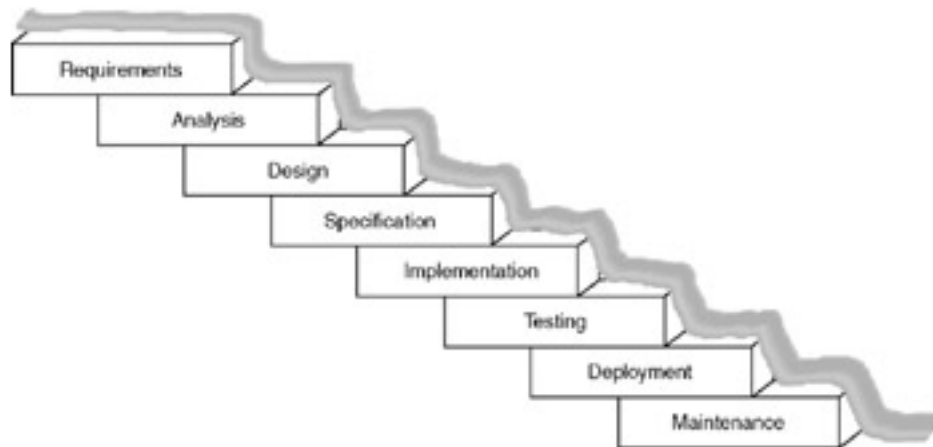 Requirements
Analysis
Design
Specification
Implementation
Testing
Deployment
Maintenance